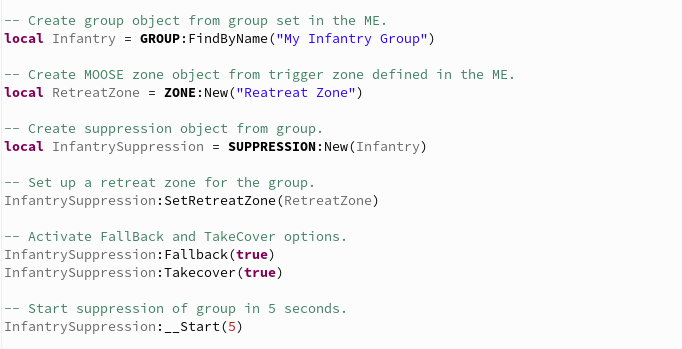 -- Create group object from group set in the ME.
local Infantry = GROUP:FindByName("My Infantry Group")
-- Create MOOSE zone object from trigger zone defined in the ME.
local RetreatZone = ZONE:New("Reatreat Zone")
-- Create suppression object from group.
local InfantrySuppression = SUPPRESSION:New(Infantry)
-- Set up a retreat zone for the group.
InfantrySuppression:SetRetreatZone(RetreatZone)
-- Activate FallBack and TakeCover options.
InfantrySuppression:Fallback(true)
InfantrySuppression:Takecover(true)
-- Start suppression of group in 5 seconds.
InfantrySuppression:__Start(5)